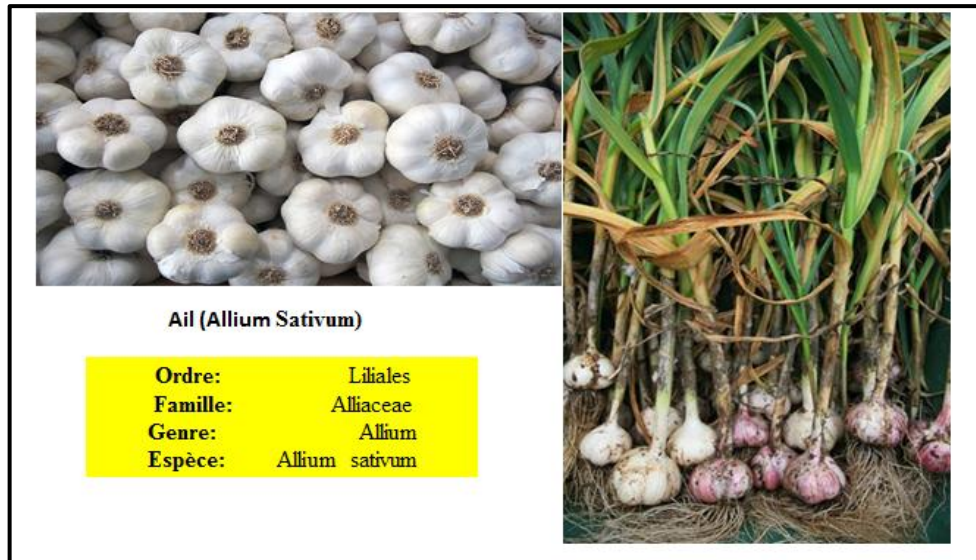 Ail (Allium Sativum)
Ordre: Liliales
Famille: Alliaceae
Genre: Allium
Espèce: Allium sativum